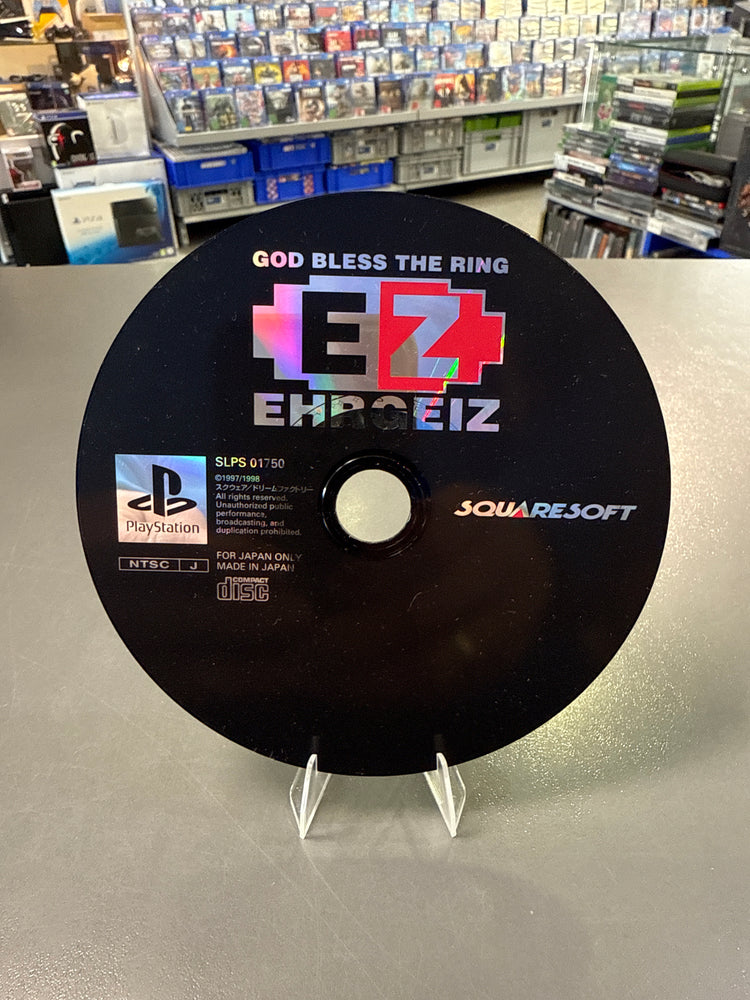 GOD BLESS THE RING
EZ
EHRGEIZ
PlayStation
SLPS 01750
©1997/1998
スクウェア/ドリームファクトリー
All rights reserved.
Unauthorized public
performance,
broadcasting, and
duplication prohibited.
SQUARESOFT
NTSC J
FOR JAPAN ONLY
MADE IN JAPAN
COMPACT
disc
PS4